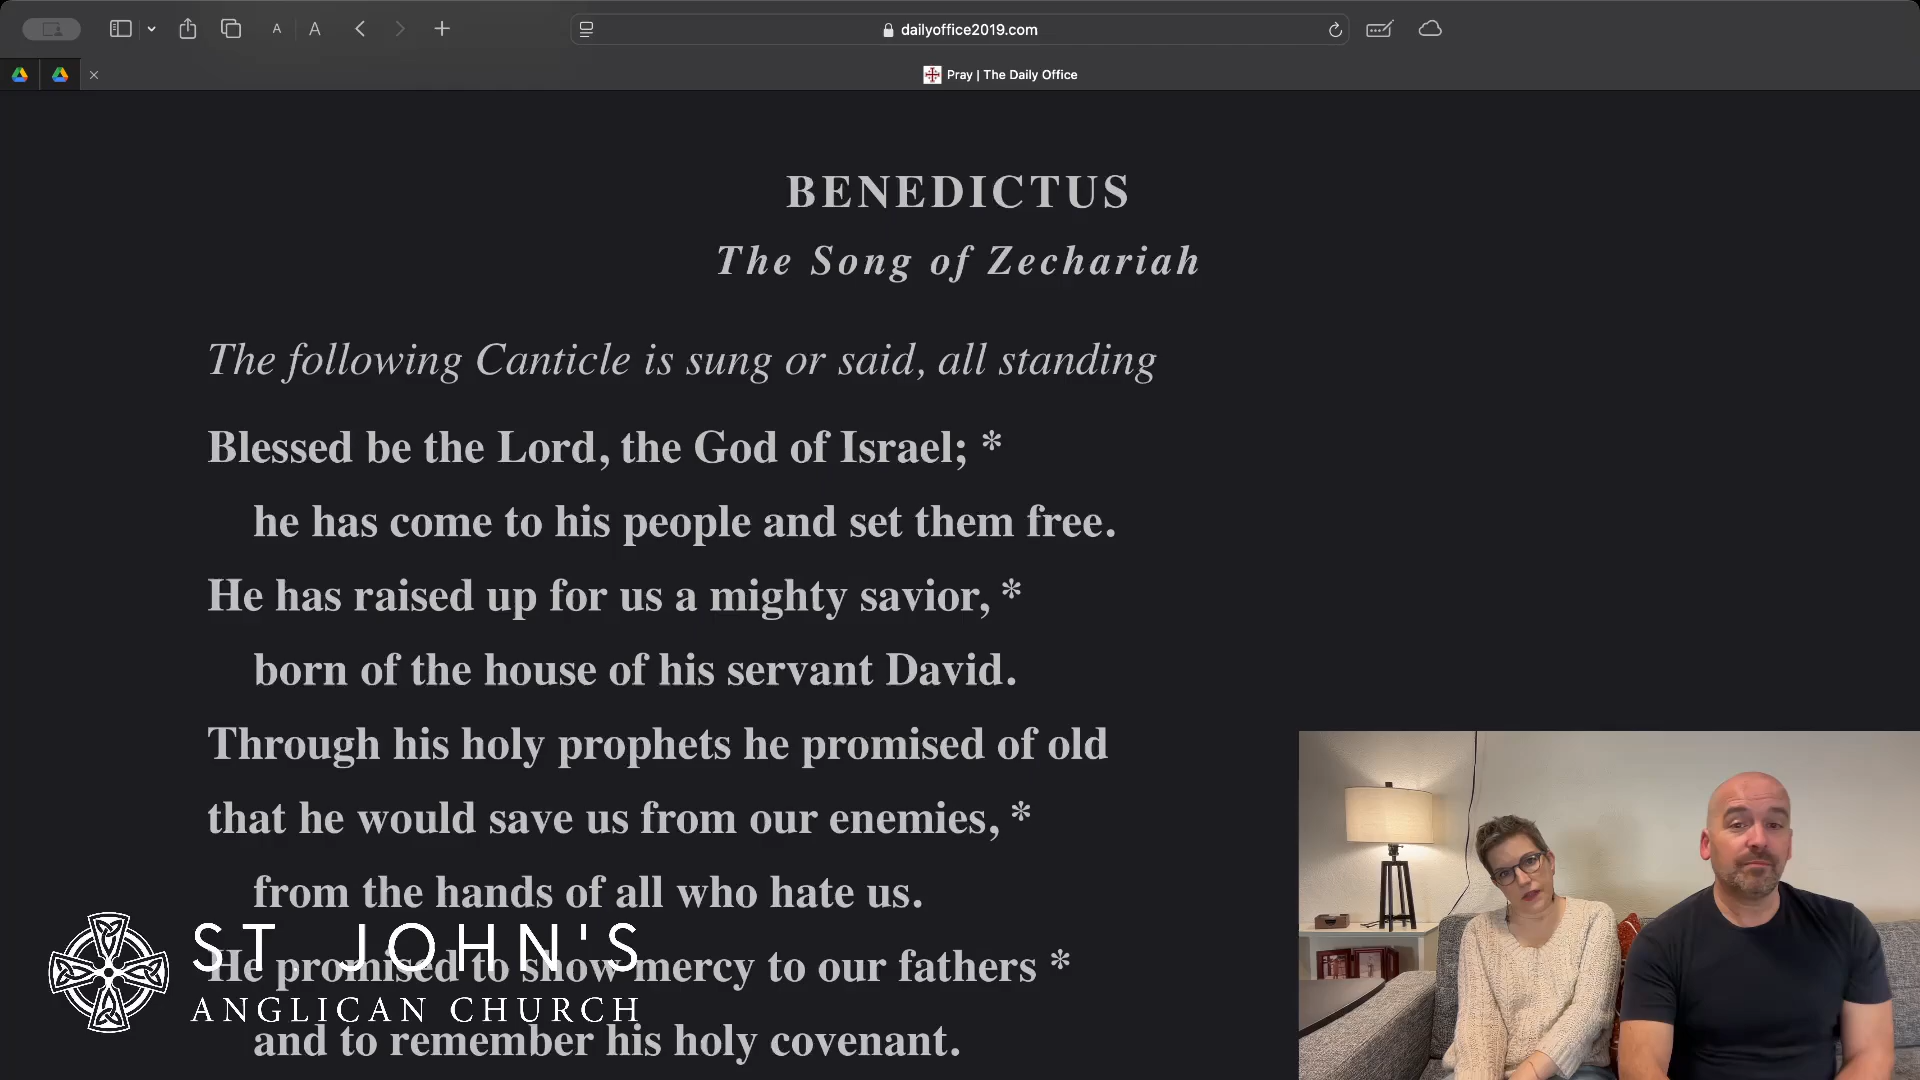 A A
dailyoffice2019.com
Pray | The Daily Office
BENEDICTUS
The Song of Zechariah
The following Canticle is sung or said, all standing
Blessed be the Lord, the God of Israel; *
he has come to his people and set them free.
He has raised up for us a mighty savior, *
born of the house of his servant David.
Through his holy prophets he promised of old
that he would save us from our enemies, *
from the hands of all who hate us.
He promised to show mercy to our fathers *
and to remember his holy covenant.
ST. JOHN'S
ANGLICAN CHURCH